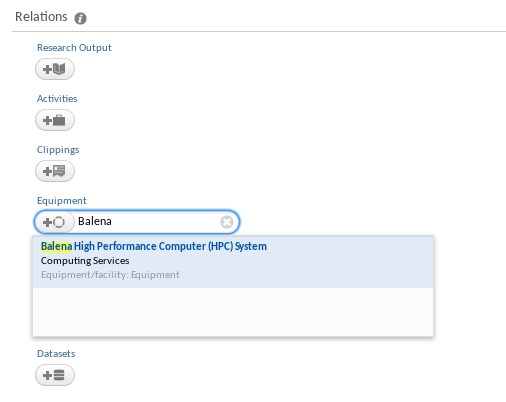 Relations
Research Output
Activities
Clippings
Equipment
Balena
Balena High Performance Computer (HPC) System
Computing Services
Equipment/facility: Equipment
Datasets